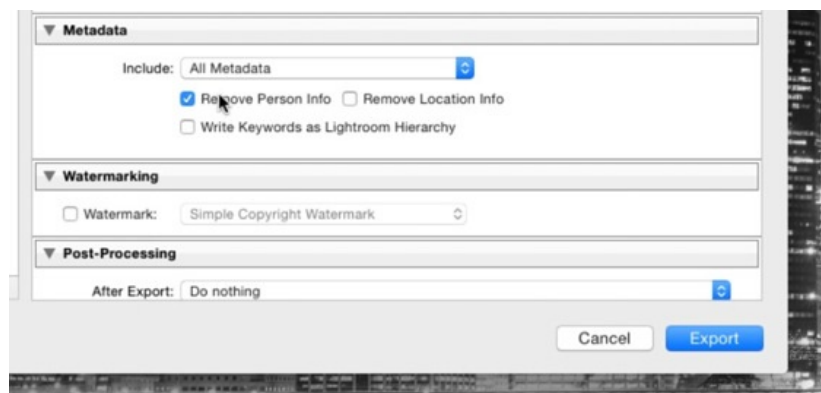 Metadata
Include: All Metadata
Remove Person Info Remove Location Info
Write Keywords as Lightroom Hierarchy
Watermarking
Watermark: Simple Copyright Watermark
Post-Processing
After Export: Do nothing
Cancel Export